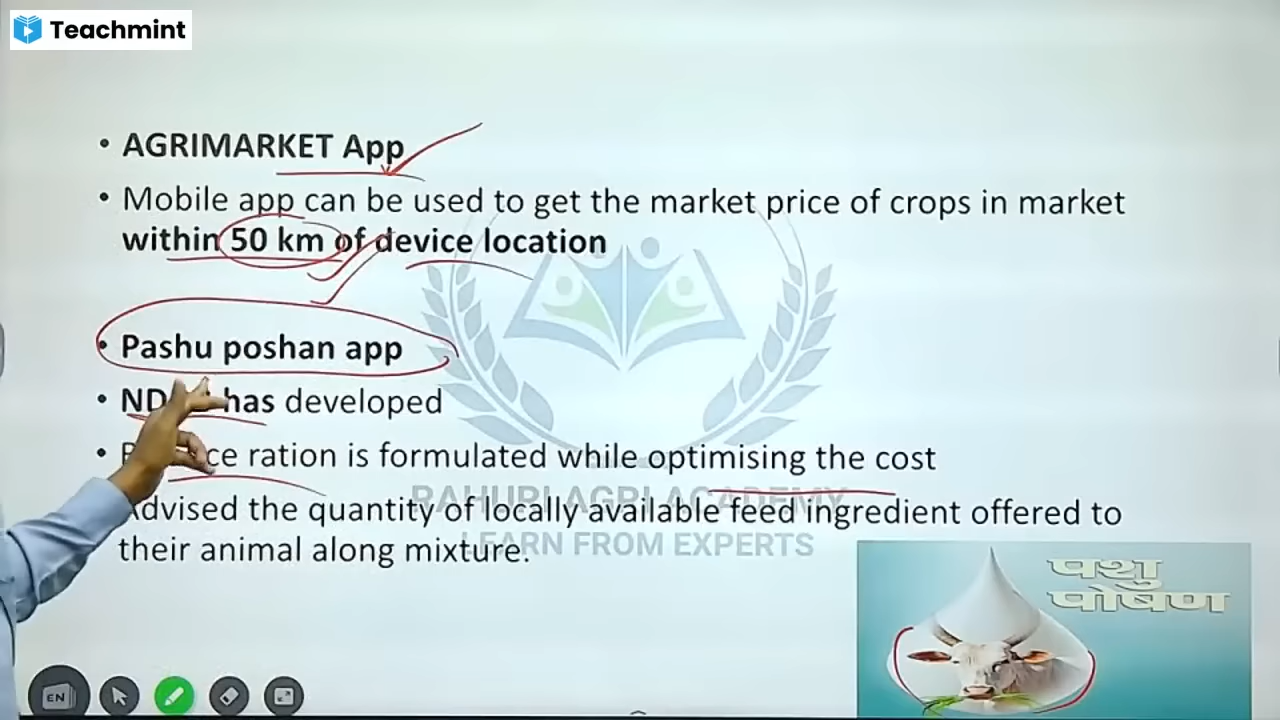 Teachmint
• AGRIMARKET App
• Mobile app can be used to get the market price of crops in market
within 50 km of device location
• Pashu poshan app
• has developed
• ration is formulated while optimising the cost
Advised the quantity of locally available feed ingredient offered to
their animal along mixture.
RAHURI AGRI ACADEMY
LEARN FROM EXPERTS
पशु
पोषण
EN